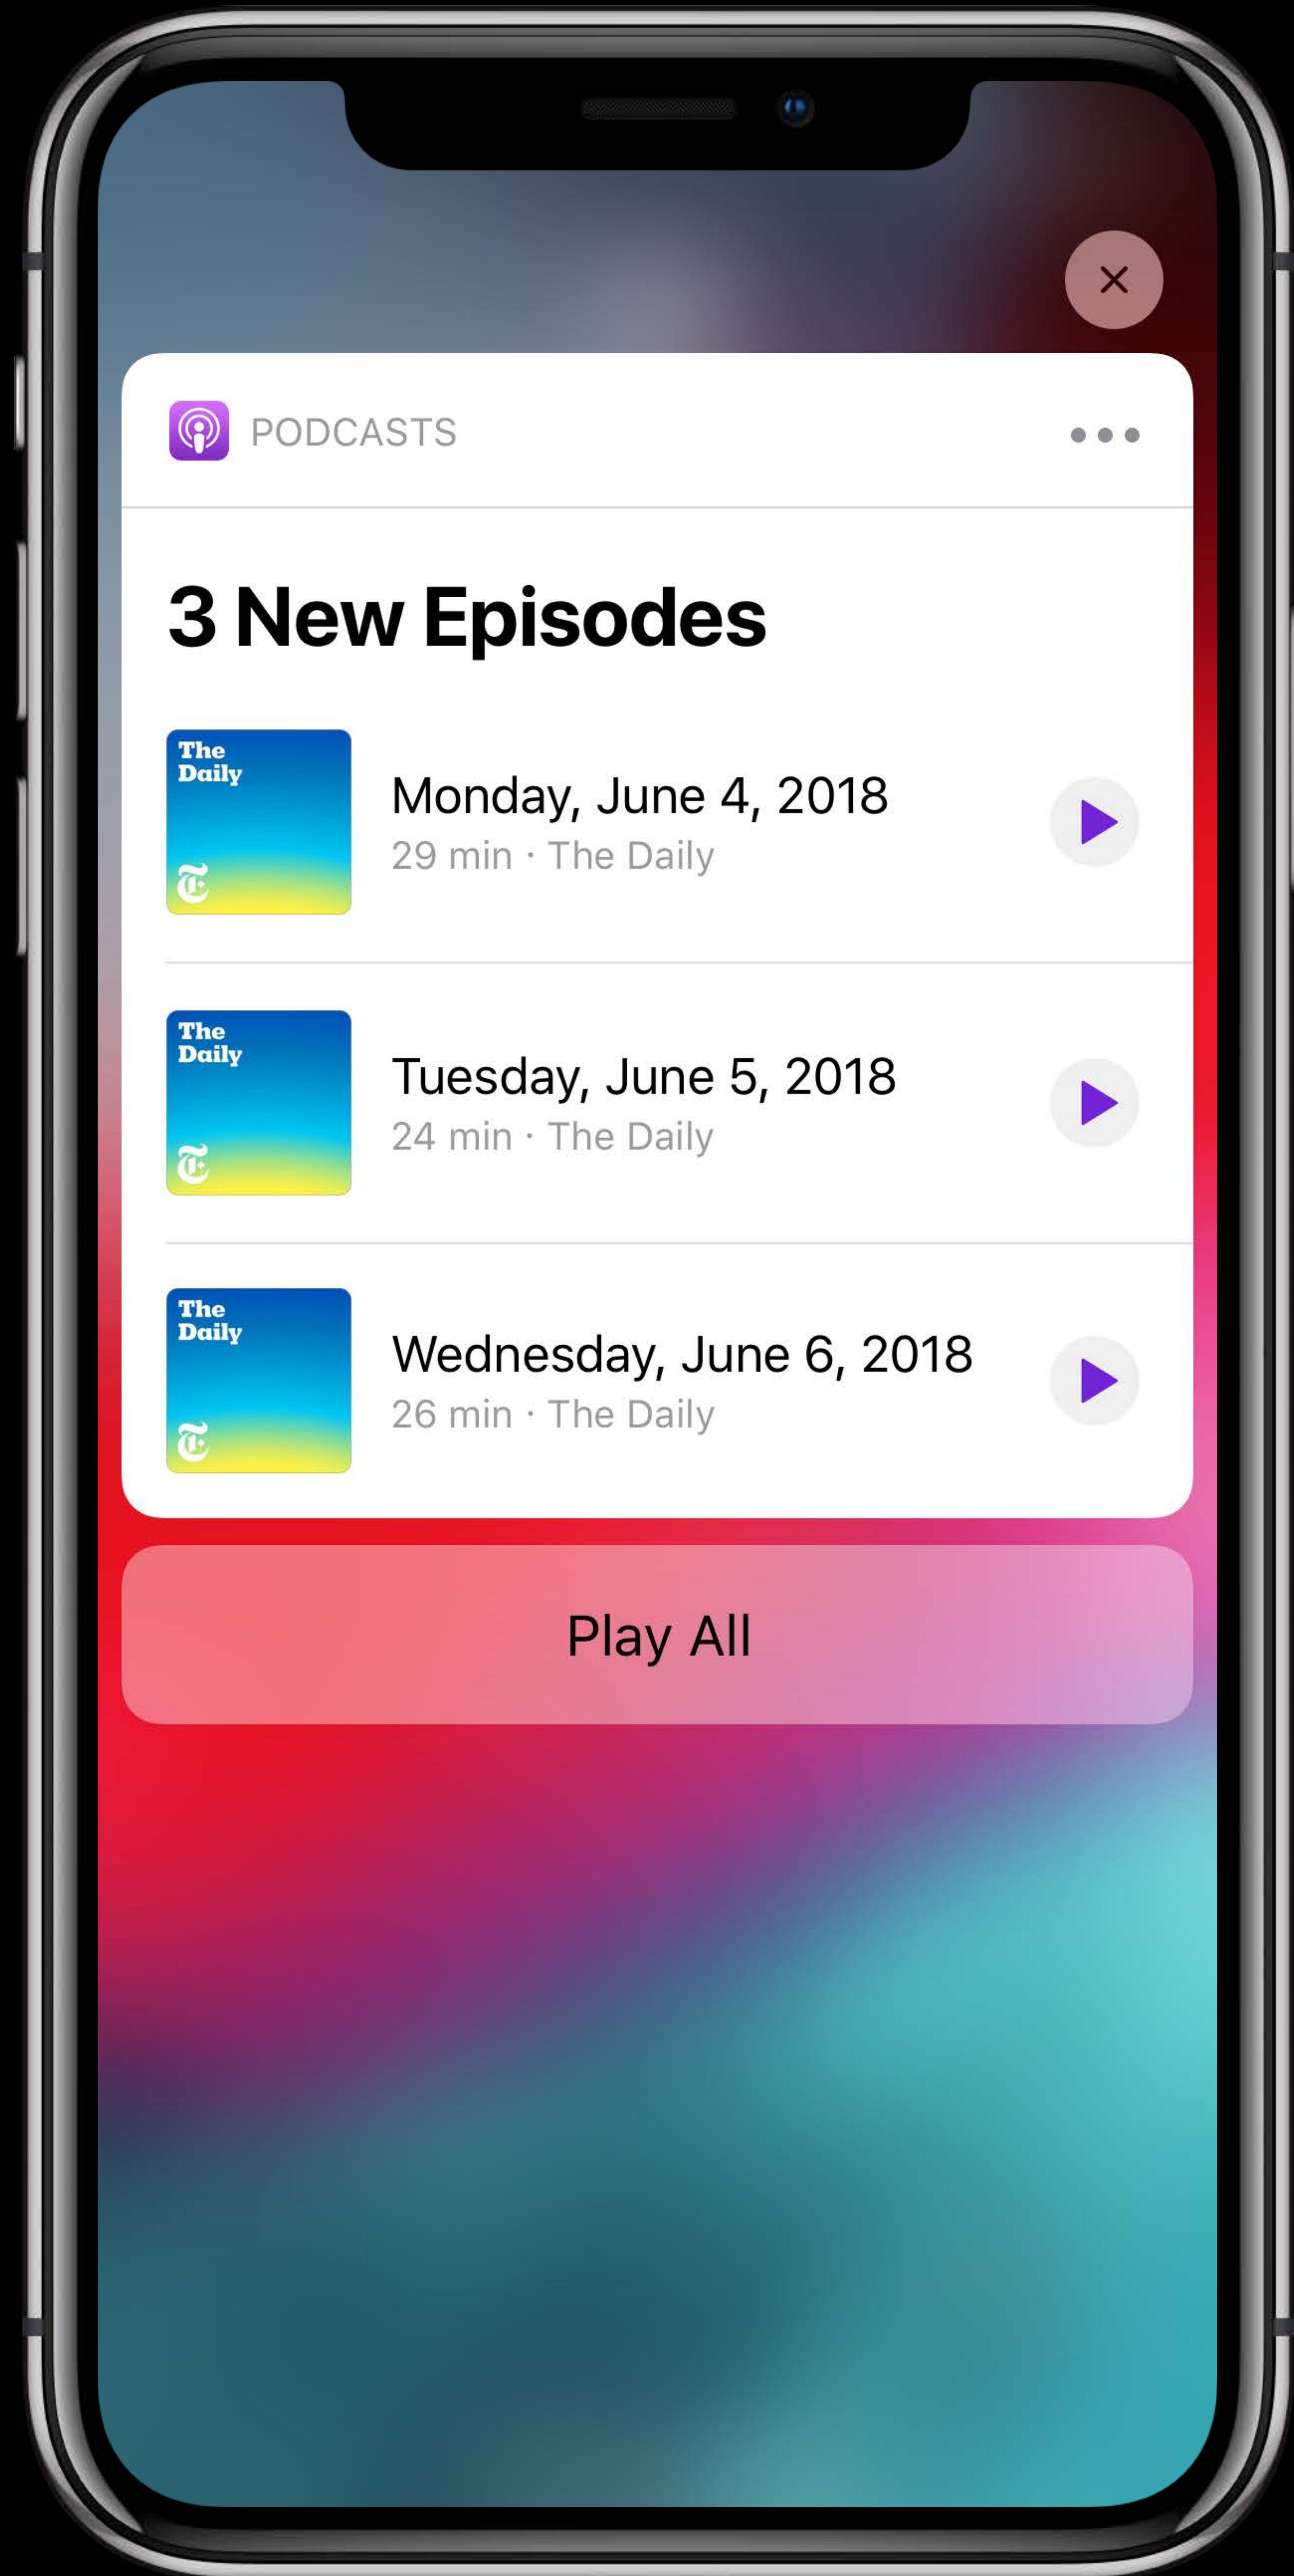 PODCASTS
3 New Episodes
The
Daily
Monday, June 4, 2018
29 min · The Daily
The
Daily
Tuesday, June 5, 2018
24 min · The Daily
The
Daily
Wednesday, June 6, 2018
26 min · The Daily
Play All